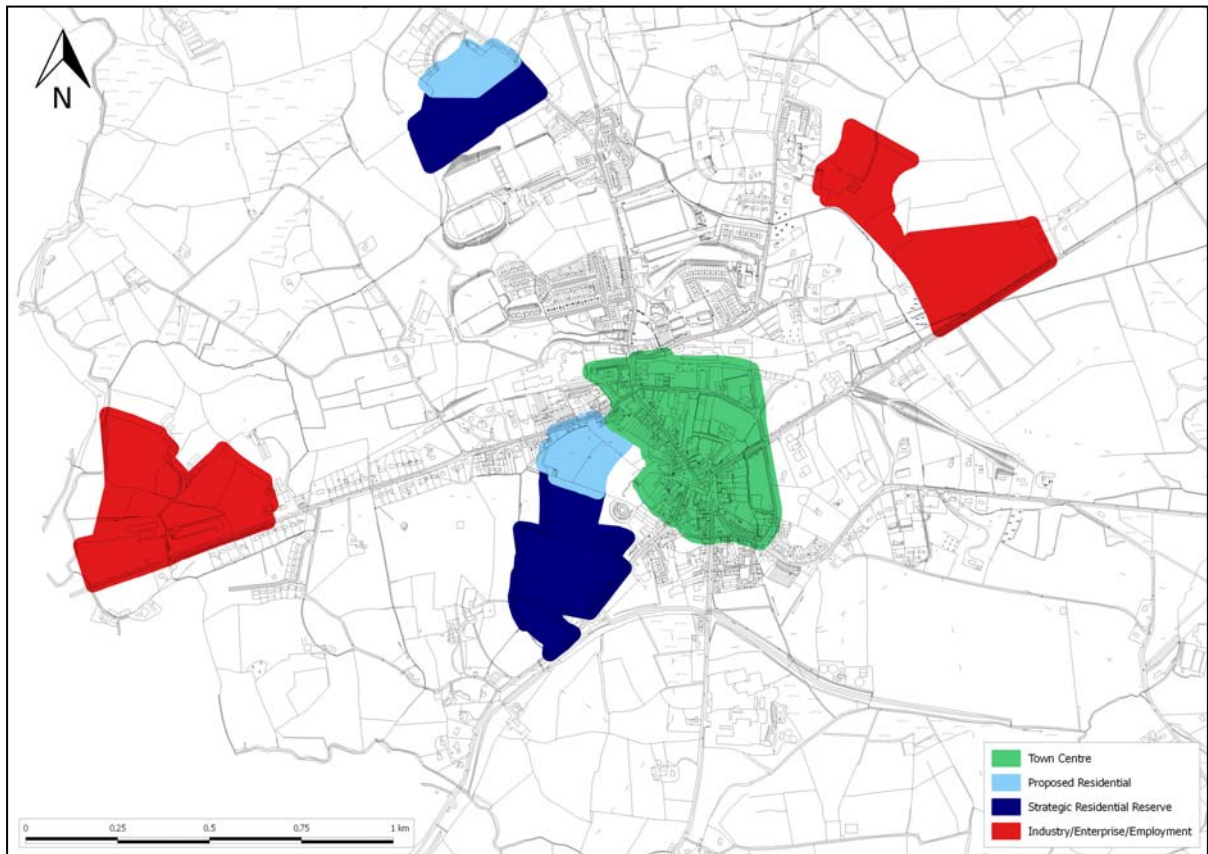 N
Town Centre
Proposed Residential
Strategic Residential Reserve
Industry/Enterprise/Employment
0 0.25 0.5 0.75 1 km